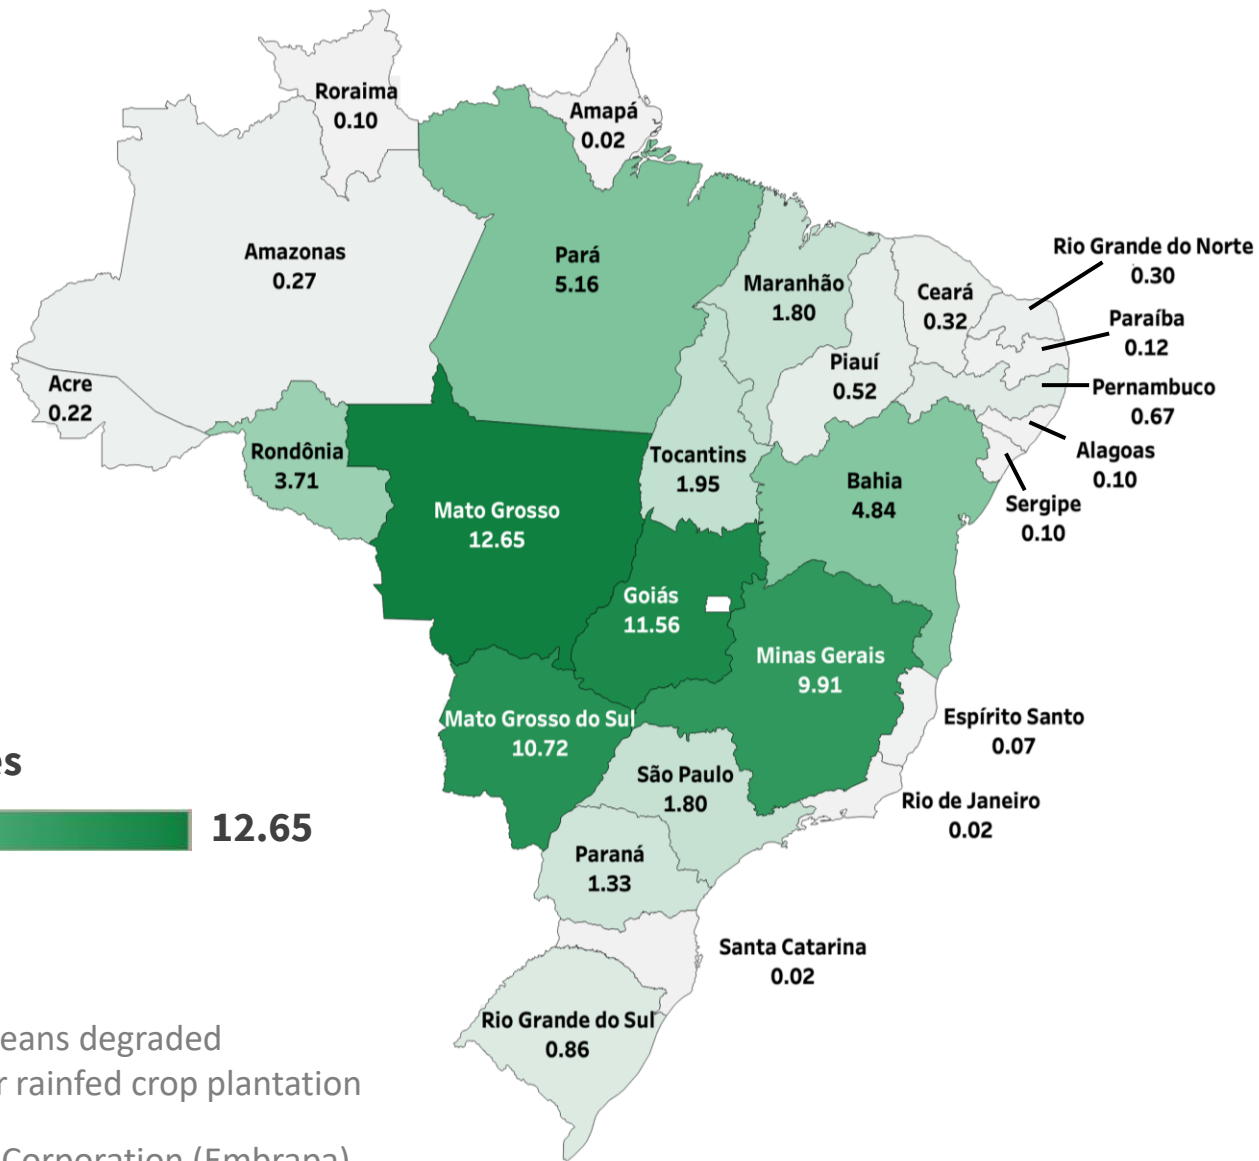 Roraima
0.10
Amapá
0.02
Amazonas
0.27
Pará
5.16
Maranhão
1.80
Ceará
0.32
Rio Grande do Norte
0.30
Paraíba
0.12
Piauí
0.52
Pernambuco
0.67
Acre
0.22
Alagoas
0.10
Rondônia
3.71
Tocantins
1.95
Bahia
4.84
Sergipe
0.10
Mato Grosso
12.65
Goiás
11.56
Minas Gerais
9.91
Mato Grosso do Sul
10.72
Espírito Santo
0.07
São Paulo
1.80
Rio de Janeiro
0.02
es
12.65
Paraná
1.33
Santa Catarina
0.02
Rio Grande do Sul
0.86
eans degraded
r rainfed crop plantation
Corporation (Embrapa)